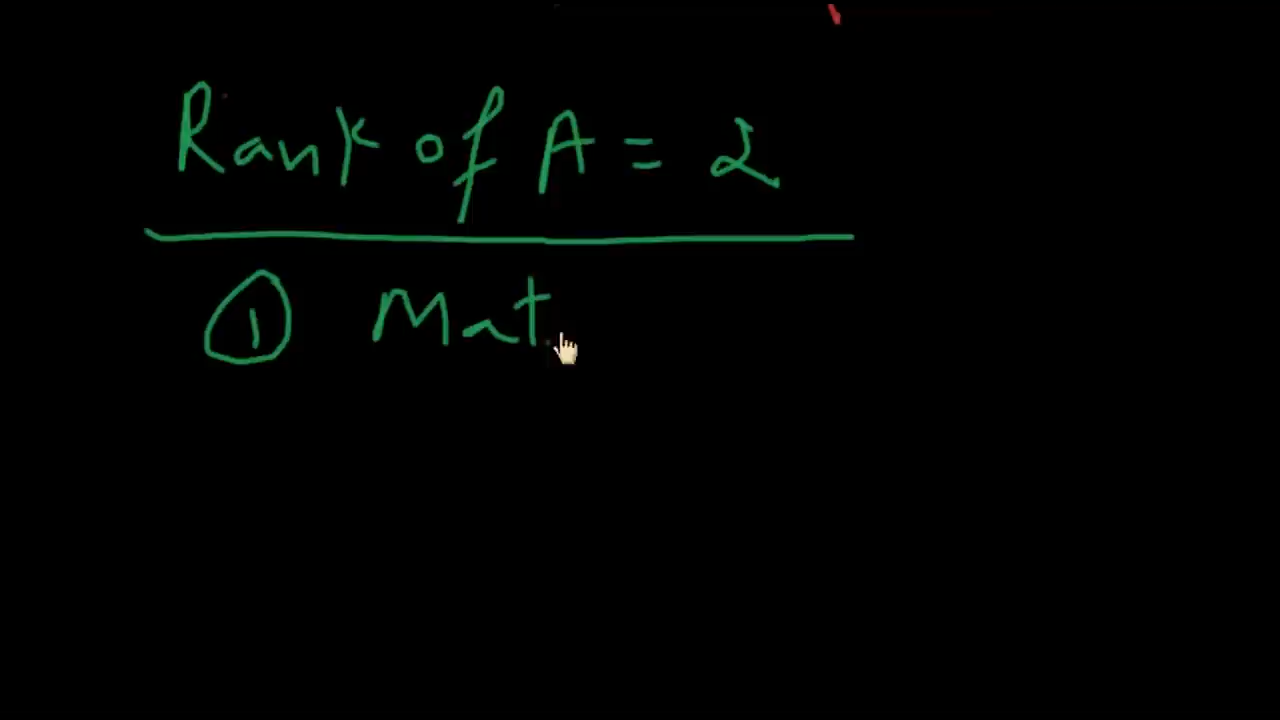 Rank of A = 2
① Mat